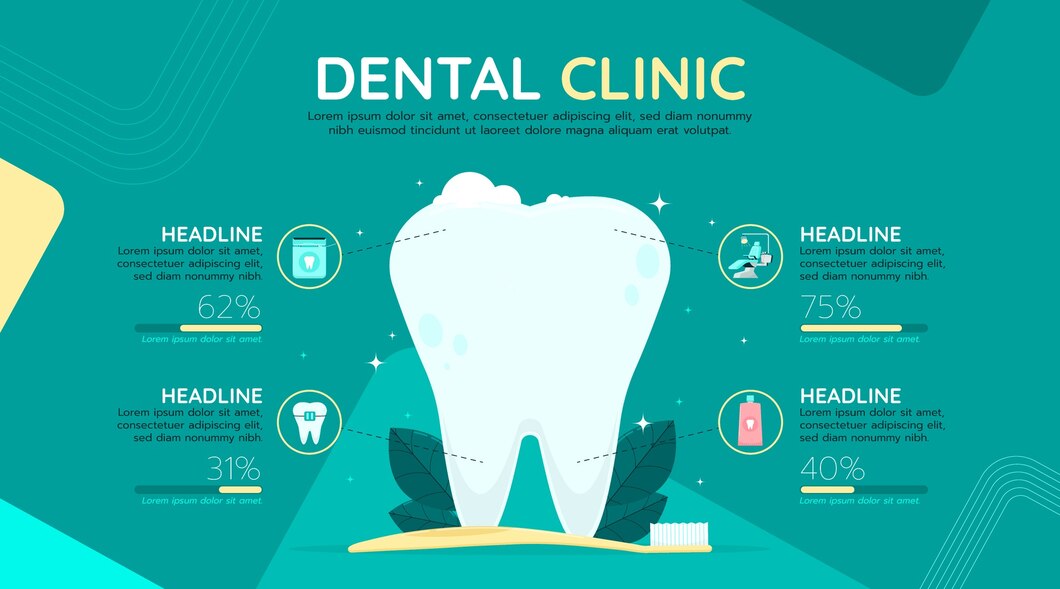 DENTAL CLINIC
Lorem ipsum dolor sit amet, consectetuer adipiscing elit, sed diam nonummy
nibh euismod tincidunt ut laoreet dolore magna aliquam erat volutpat.
HEADLINE
Lorem ipsum dolor sit amet,
consectetuer adipiscing elit,
sed diam nonummy nibh.
62%
Lorem ipsum dolor sit amet.
HEADLINE
Lorem ipsum dolor sit amet,
consectetuer adipiscing elit,
sed diam nonummy nibh.
31%
Lorem ipsum dolor sit amet.
HEADLINE
Lorem ipsum dolor sit amet,
consectetuer adipiscing elit,
sed diam nonummy nibh.
75%
Lorem ipsum dolor sit amet.
HEADLINE
Lorem ipsum dolor sit amet,
consectetuer adipiscing elit,
sed diam nonummy nibh.
40%
Lorem ipsum dolor sit amet.